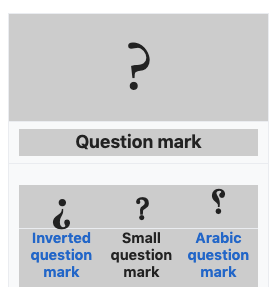 ?
Question mark
¿ ? ؟
Inverted question mark
Small question mark
Arabic question mark